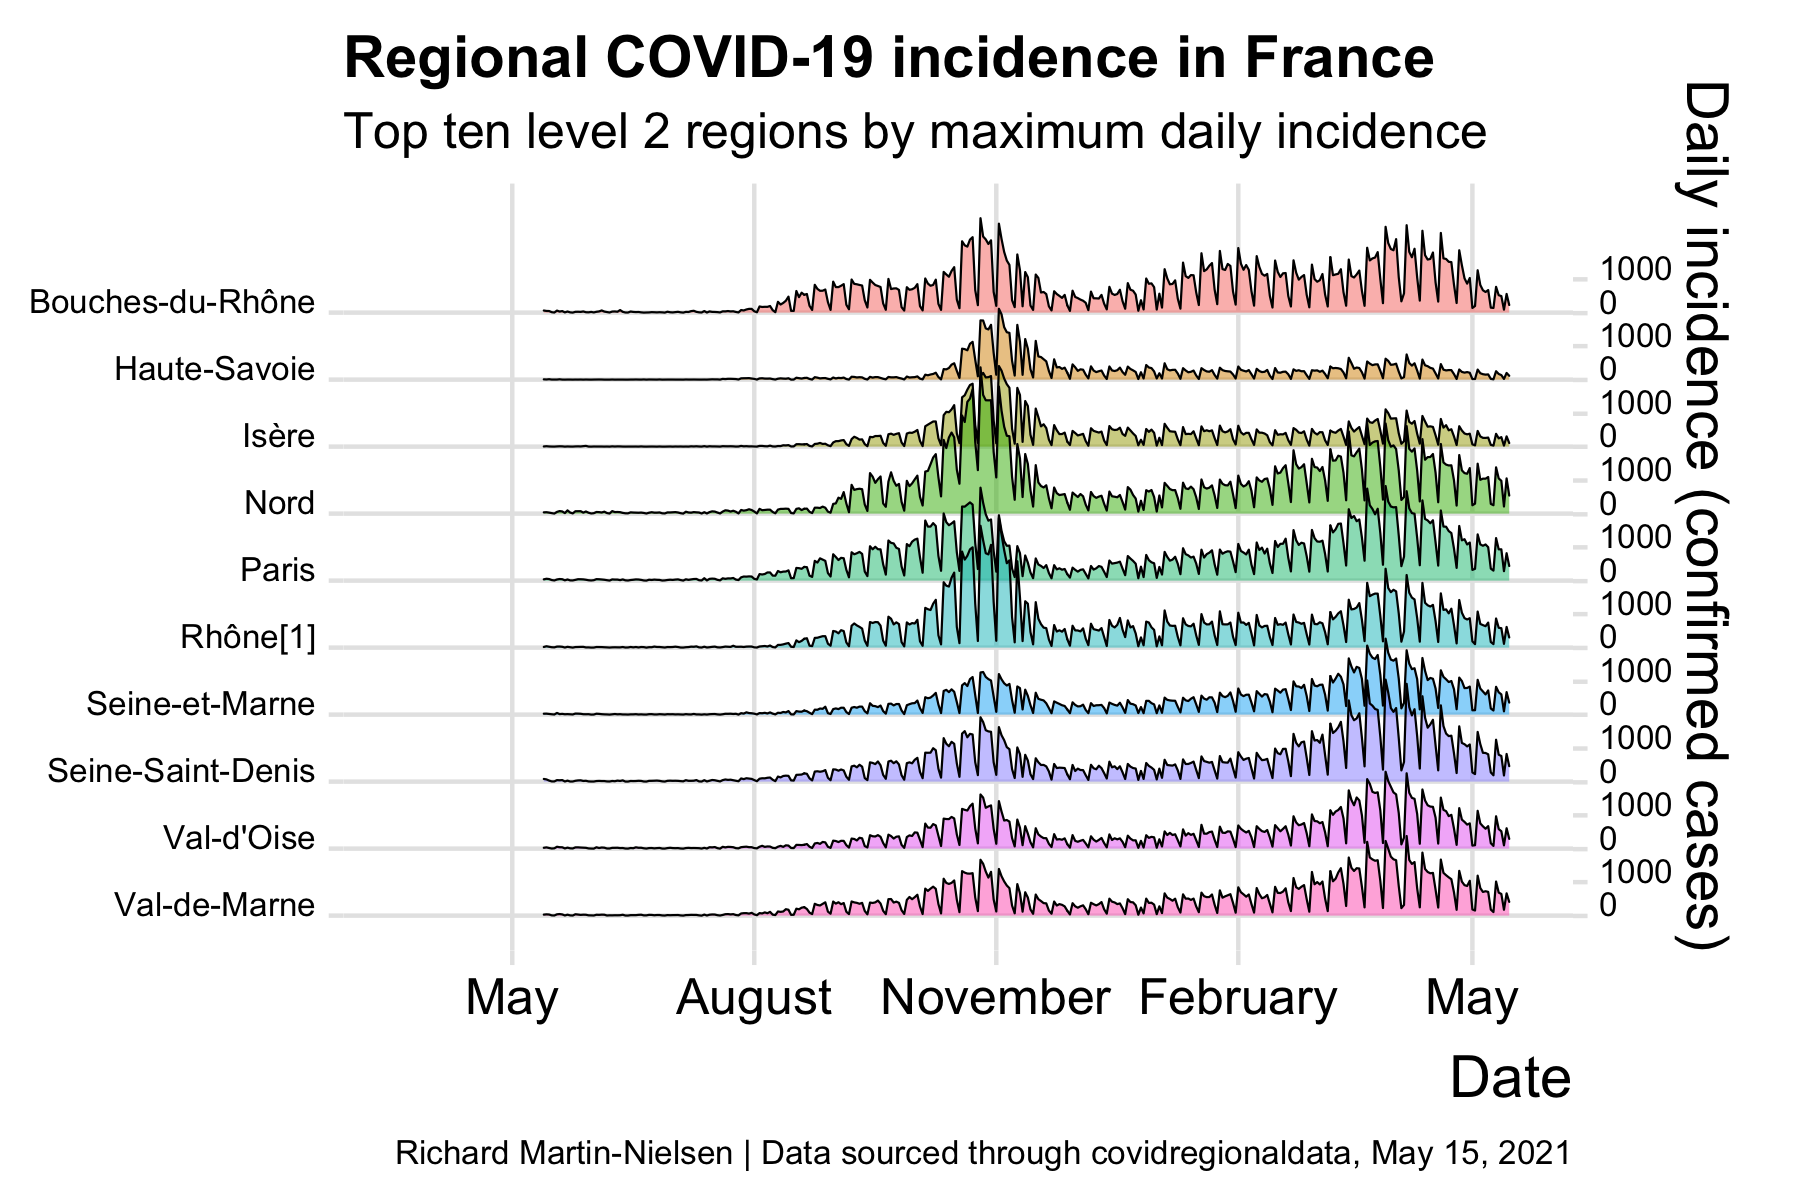 Regional COVID-19 incidence in France
Top ten level 2 regions by maximum daily incidence
Daily incidence (confirmed cases)
Bouches-du-Rhône
1000
0
Haute-Savoie
1000
0
Isère
1000
0
Nord
1000
0
Paris
1000
0
Rhône[1]
1000
0
Seine-et-Marne
1000
0
Seine-Saint-Denis
1000
0
Val-d'Oise
1000
0
Val-de-Marne
1000
0
May August November February May
Date
Richard Martin-Nielsen | Data sourced through covidregionaldata, May 15, 2021